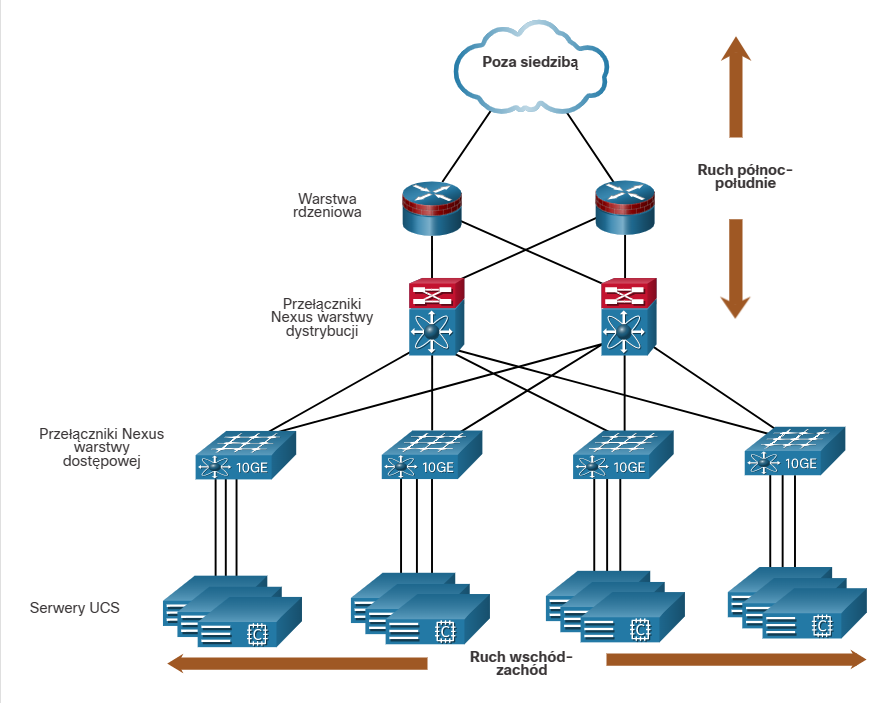 Poza siedzibą
Ruch północ-
południe
Warstwa
rdzeniowa
Przełączniki
Nexus warstwy
dystrybucji
Przełączniki Nexus
warstwy
dostępowej
10GE
10GE
10GE
10GE
Serwery UCS
C
C
C
C
Ruch wschód-
zachód